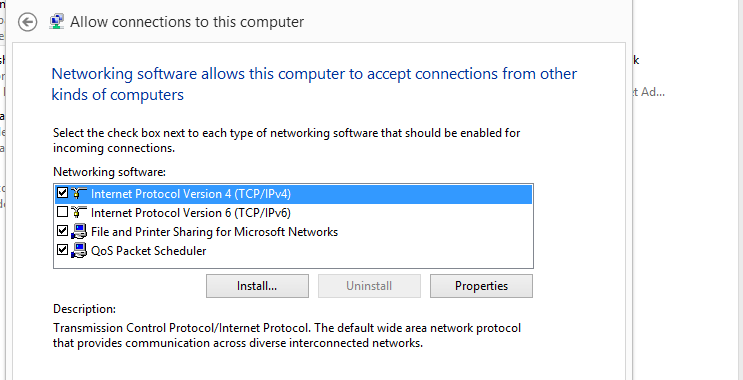 Allow connections to this computer
Networking software allows this computer to accept connections from other
kinds of computers
Select the check box next to each type of networking software that should be enabled for
incoming connections.
Networking software:
Internet Protocol Version 4 (TCP/IPv4)
Internet Protocol Version 6 (TCP/IPv6)
File and Printer Sharing for Microsoft Networks
QoS Packet Scheduler
Install...
Uninstall
Properties
Description:
Transmission Control Protocol/Internet Protocol. The default wide area network protocol
that provides communication across diverse interconnected networks.
k
t Ad...